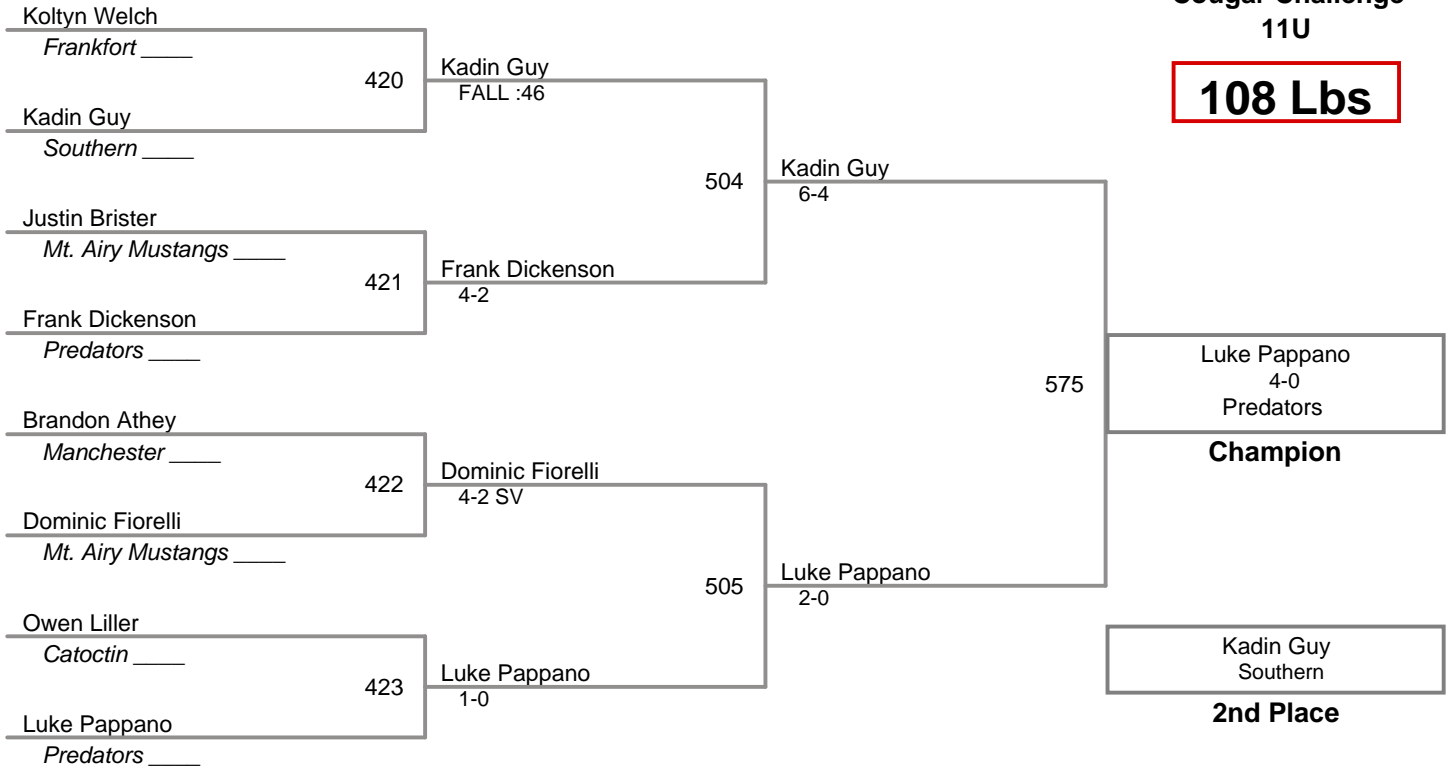 Cougar Challenge
11U
108 Lbs
Koltyn Welch
Frankfort ____
420
Kadin Guy
Southern ____
Kadin Guy
FALL :46
504
Justin Brister
Mt. Airy Mustangs ____
421
Frank Dickenson
Predators ____
Frank Dickenson
4-2
Kadin Guy
6-4
575
Brandon Athey
Manchester ____
422
Dominic Fiorelli
Mt. Airy Mustangs ____
Dominic Fiorelli
4-2 SV
505
Owen Liller
Catoctin ____
423
Luke Pappano
Predators ____
Luke Pappano
1-0
Luke Pappano
2-0
Luke Pappano
4-0
Predators
Champion
Kadin Guy
Southern
2nd Place